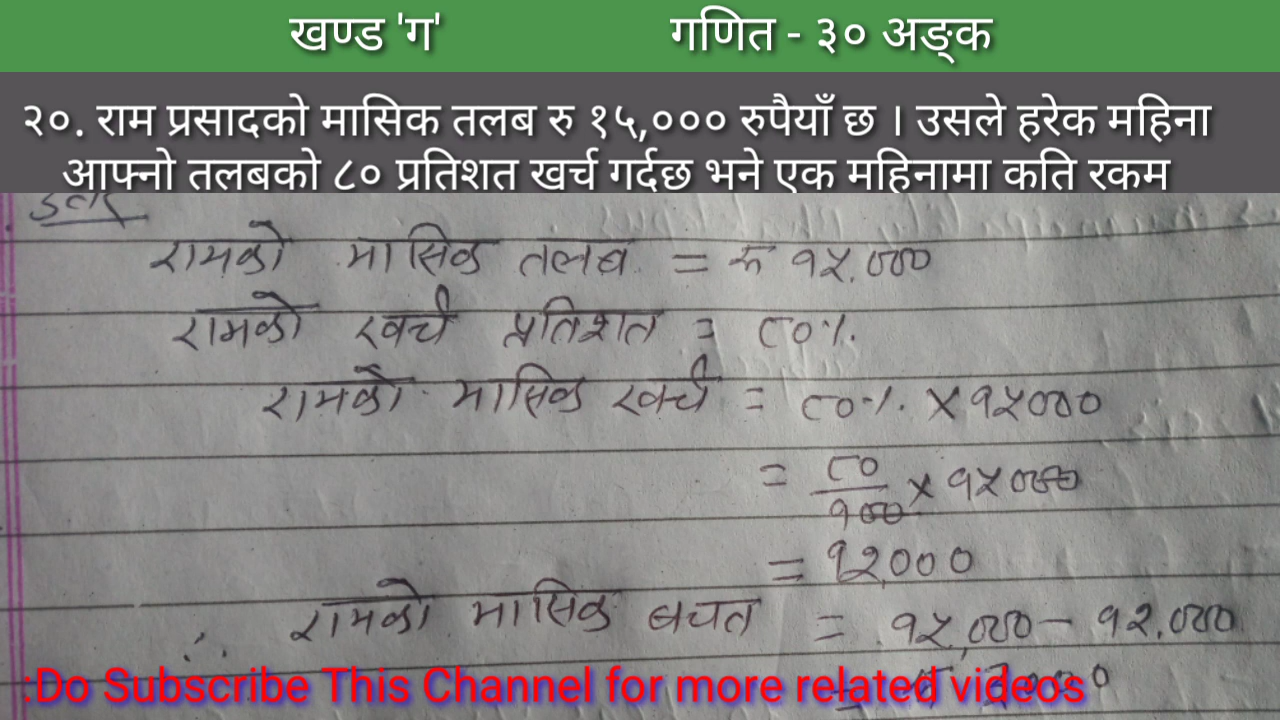 खण्ड 'ग' गणित - ३० अङ्क
२०. राम प्रसादको मासिक तलब रु १५,००० रुपैयाँ छ । उसले हरेक महिना
आफ्नो तलबको ८० प्रतिशत खर्च गर्दछ भने एक महिनामा कति रकम
उत्तर
रामको मासिक तलब = रु १५,०००
रामको खर्च प्रतिशत = ८०%
रामको मासिक खर्च = ८०% × १५०००
= ८०/१०० × १५०००
= १२,०००
∴ रामको मासिक बचत = १५,००० - १२,०००
:Do Subscribe This Channel for more related videos